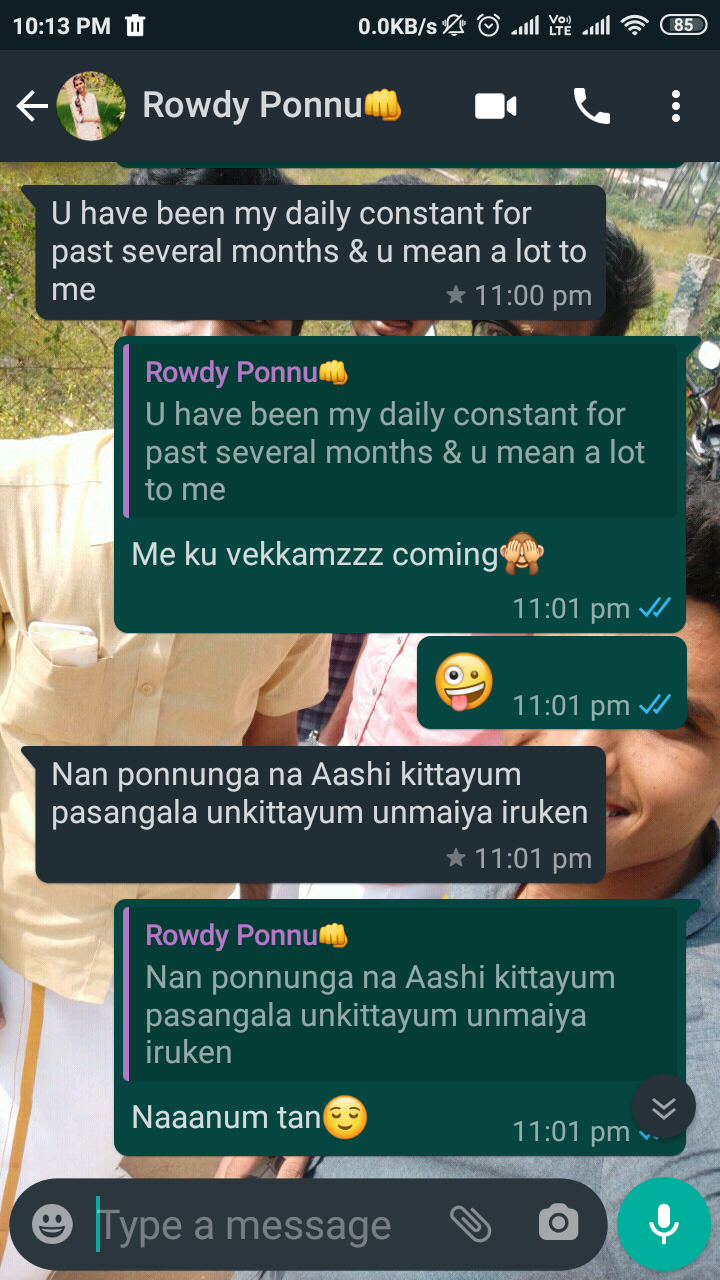 10:13 PM 0.0KB/s Vo) LTE 85
Rowdy Ponnu👊
U have been my daily constant for
past several months & u mean a lot to
me
11:00 pm
Rowdy Ponnu👊
U have been my daily constant for
past several months & u mean a lot
to me
Me ku vekkamzzz coming🙈
11:01 pm
🤪 11:01 pm
Nan ponnunga na Aashi kittayum
pasangala unkittayum unmaiya iruken
11:01 pm
Rowdy Ponnu👊
Nan ponnunga na Aashi kittayum
pasangala unkittayum unmaiya
iruken
Naaanum tan😌
11:01 pm
Type a message